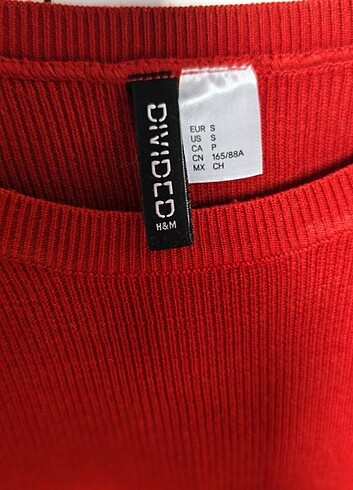 DIVIDED
H&M
EUR S
US S
CA P
CN 165/88A
MX CH